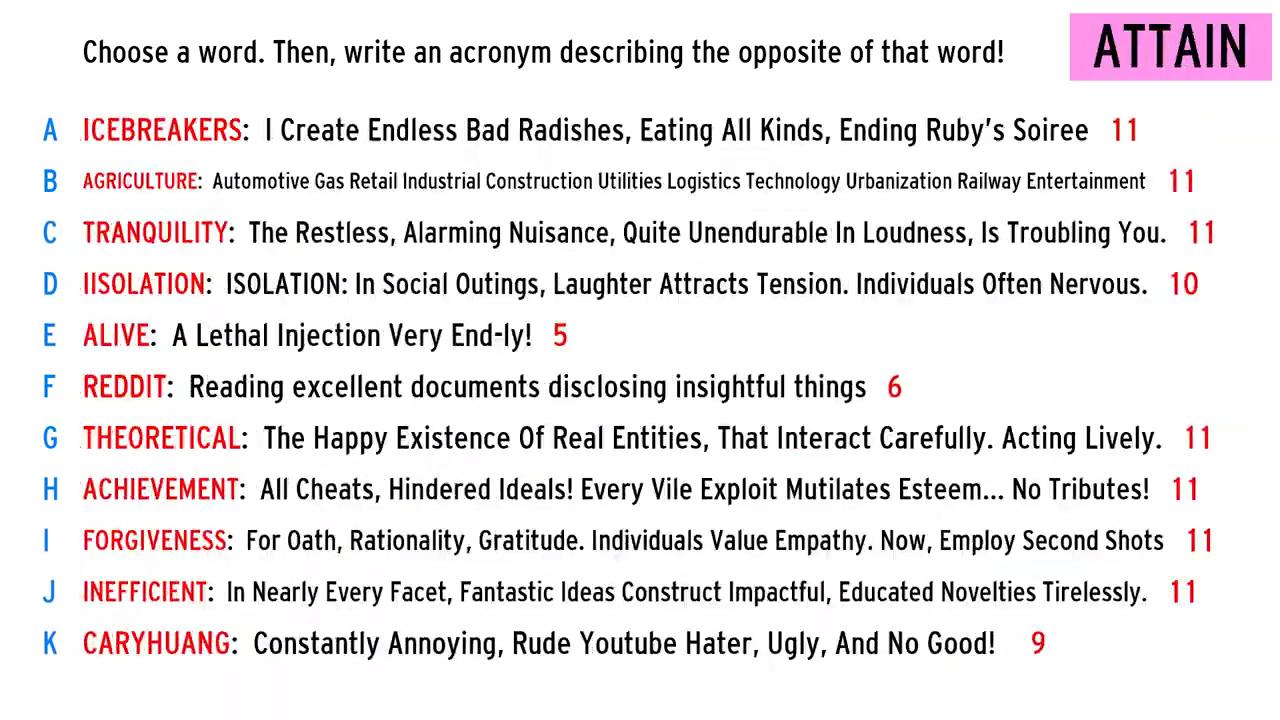 Choose a word. Then, write an acronym describing the opposite of that word!
ATTAIN
A ICEBREAKERS: I Create Endless Bad Radishes, Eating All Kinds, Ending Ruby's Soiree 11
B AGRICULTURE: Automotive Gas Retail Industrial Construction Utilities Logistics Technology Urbanization Railway Entertainment 11
C TRANQUILITY: The Restless, Alarming Nuisance, Quite Unendurable In Loudness, Is Troubling You. 11
D IISOLATION: ISOLATION: In Social Outings, Laughter Attracts Tension. Individuals Often Nervous. 10
E ALIVE: A Lethal Injection Very End-ly! 5
F REDDIT: Reading excellent documents disclosing insightful things 6
G THEORETICAL: The Happy Existence Of Real Entities, That Interact Carefully. Acting Lively. 11
H ACHIEVEMENT: All Cheats, Hindered Ideals! Every Vile Exploit Mutilates Esteem... No Tributes! 11
I FORGIVENESS: For Oath, Rationality, Gratitude. Individuals Value Empathy. Now, Employ Second Shots 11
J INEFFICIENT: In Nearly Every Facet, Fantastic Ideas Construct Impactful, Educated Novelties Tirelessly. 11
K CARYHUANG: Constantly Annoying, Rude Youtube Hater, Ugly, And No Good! 9